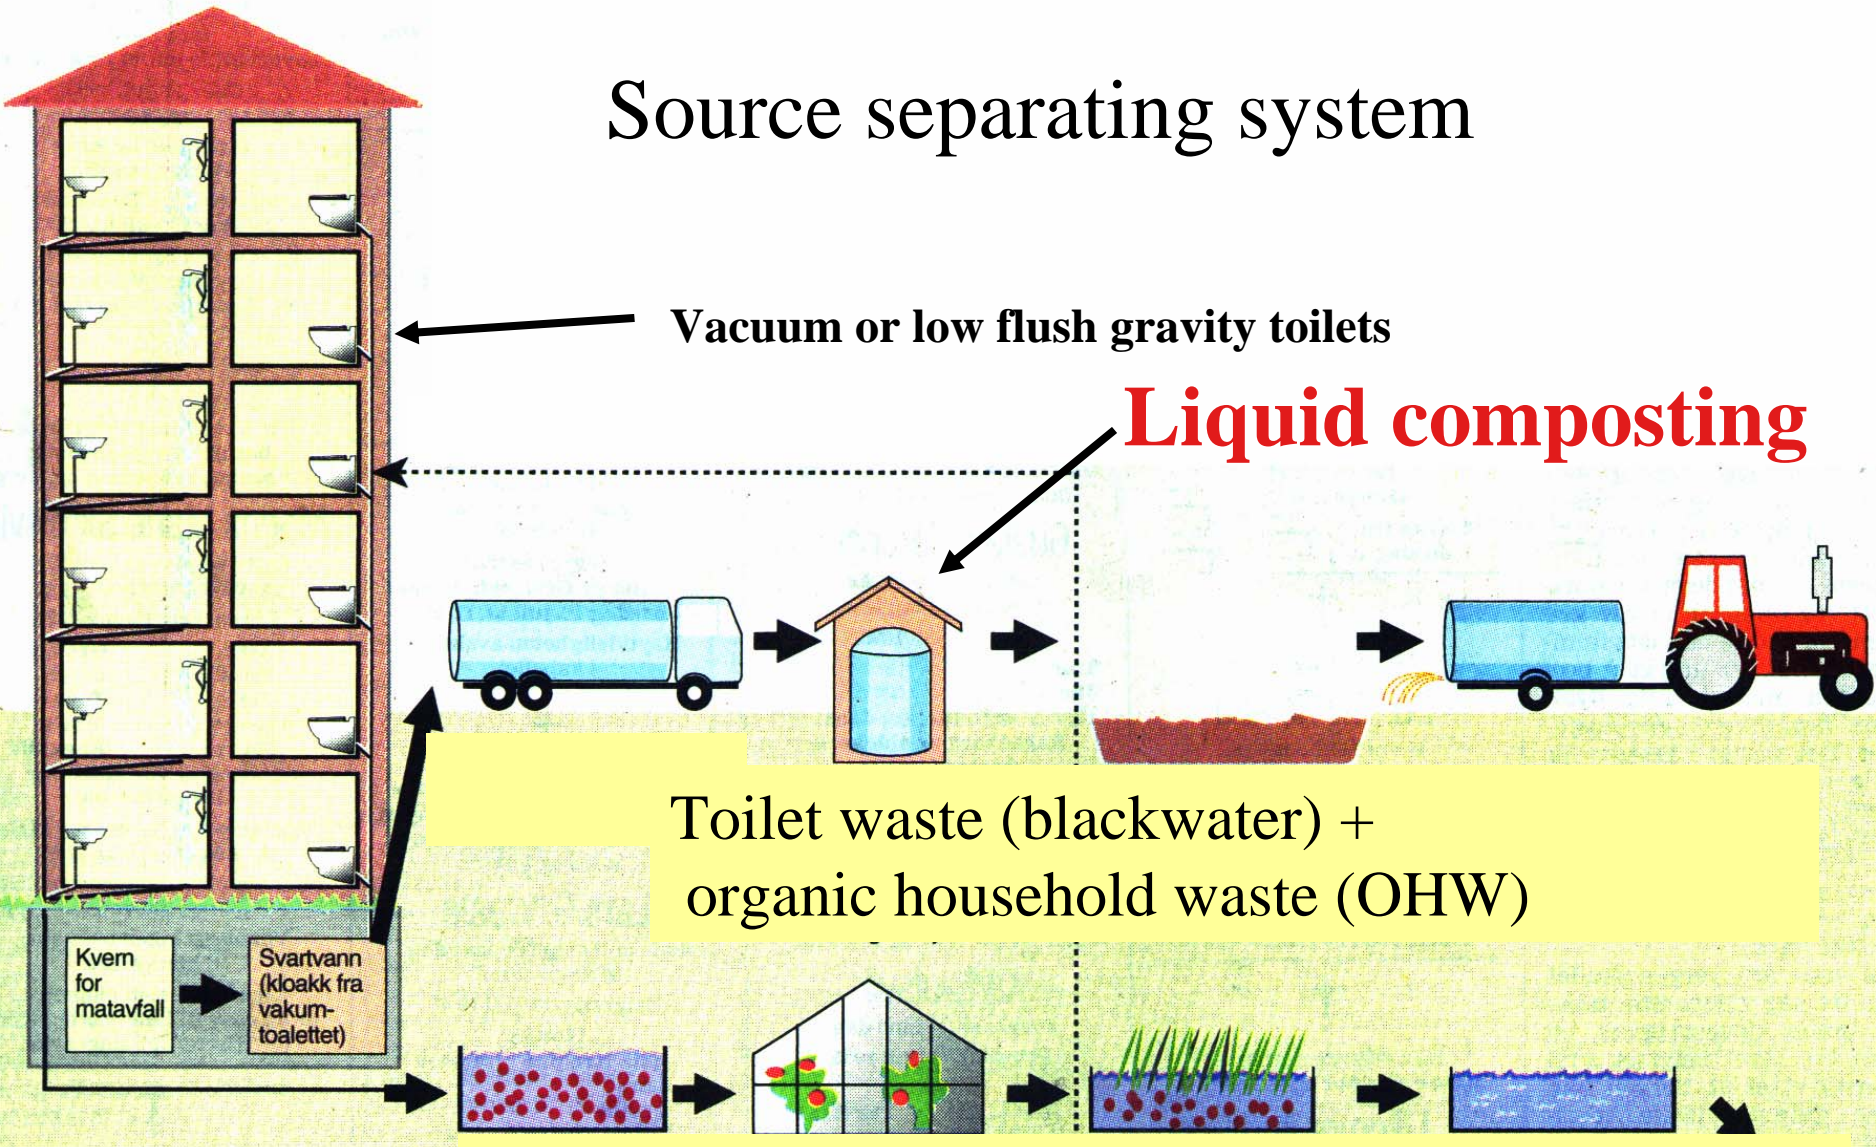 Source separating system
Vacuum or low flush gravity toilets
Liquid composting
Toilet waste (blackwater) +
organic household waste (OHW)
Kvern
for
matavfall
Svartvann
(kloakk fra
vakum-
toalettet)